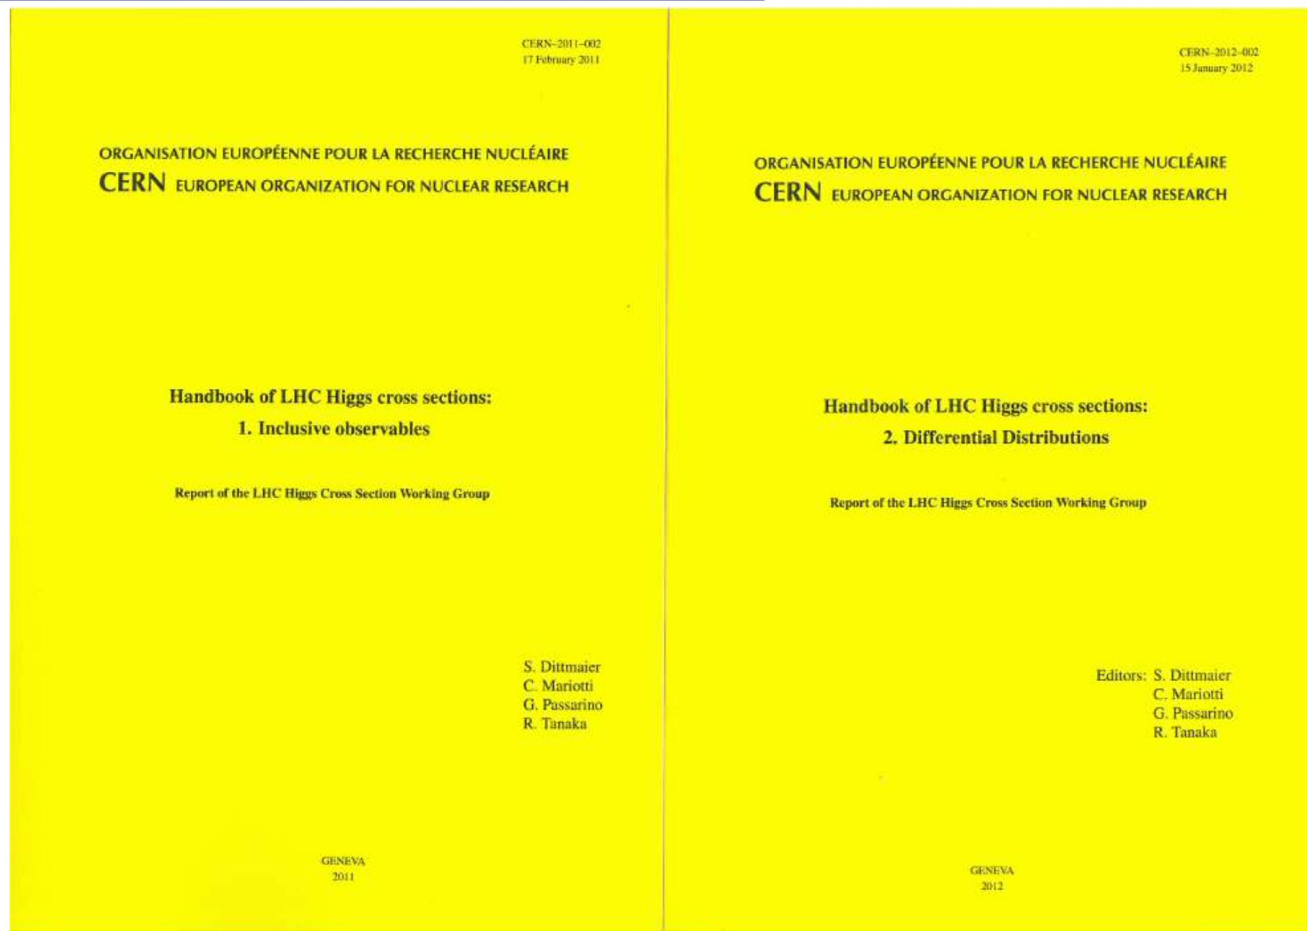 CERN–2011–002
17 February 2011
ORGANISATION EUROPÉENNE POUR LA RECHERCHE NUCLÉAIRE
CERN EUROPEAN ORGANIZATION FOR NUCLEAR RESEARCH
Handbook of LHC Higgs cross sections:
1. Inclusive observables
Report of the LHC Higgs Cross Section Working Group
S. Dittmaier
C. Mariotti
G. Passarino
R. Tanaka
GENEVA
2011
CERN–2012–002
15 January 2012
ORGANISATION EUROPÉENNE POUR LA RECHERCHE NUCLÉAIRE
CERN EUROPEAN ORGANIZATION FOR NUCLEAR RESEARCH
Handbook of LHC Higgs cross sections:
2. Differential Distributions
Report of the LHC Higgs Cross Section Working Group
Editors: S. Dittmaier
C. Mariotti
G. Passarino
R. Tanaka
GENEVA
2012